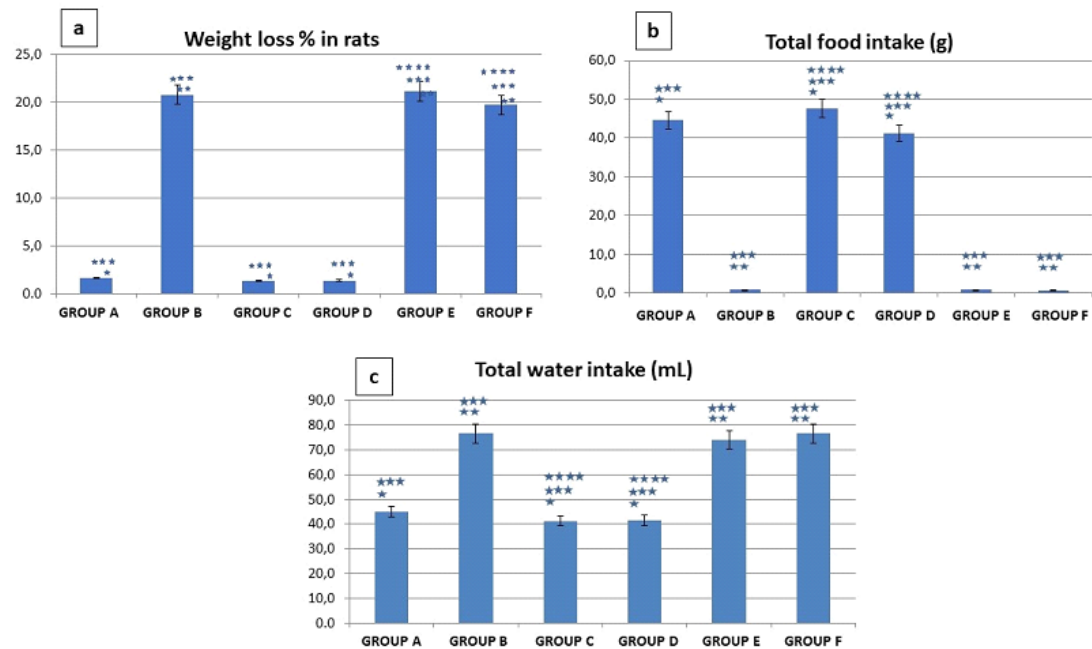 a
Weight loss % in rats
25,0
20,0
15,0
10,0
5,0
0.0
GROUP A GROUP B GROUP C GROUP D GROUP E GROUP F
b
Total food intake (g)
60,0
50,0
40,0
30,0
20,0
10,0
0,0
GROUP A GROUP B GROUP C GROUP D GROUP E GROUP F
c
Total water intake (mL)
90,0
80,0
70,0
60,0
50,0
40,0
30,0
20,0
10,0
0.0
GROUP A GROUP B GROUP C GROUP D GROUP E GROUP F